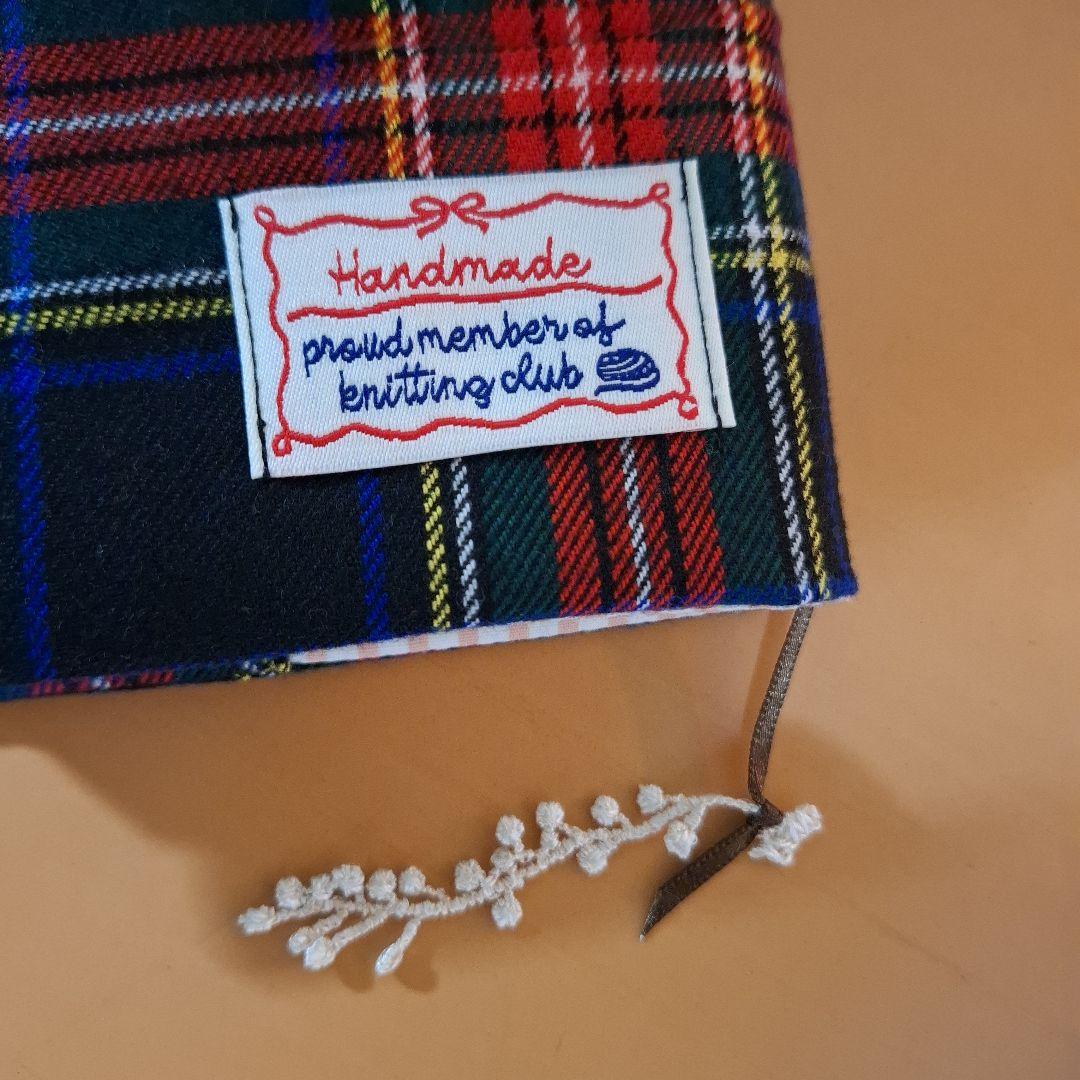 Handmade
proud member of
knitting club